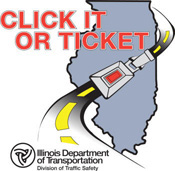 CLICK IT
OR TICKET
Illinois Department
of Transportation
Division of Traffic Safety